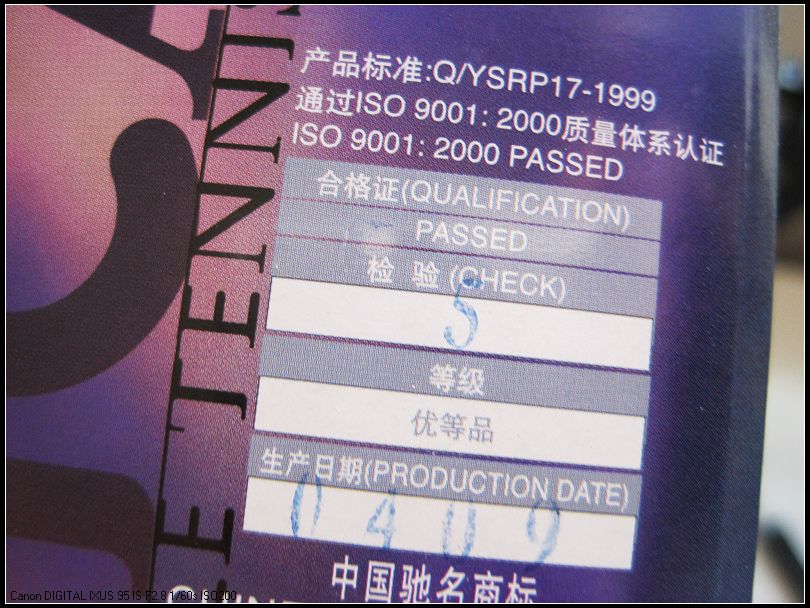 产品标准:Q/YSRP17-1999
通过ISO 9001: 2000质量体系认证
ISO 9001: 2000 PASSED
合格证(QUALIFICATION)
PASSED
检 验 (CHECK)
5
等级
优等品
生产日期(PRODUCTION DATE)
0409
中国驰名商标
TENNIS
Canon DIGITAL IXUS 95 IS F2.8 1/60s ISO200